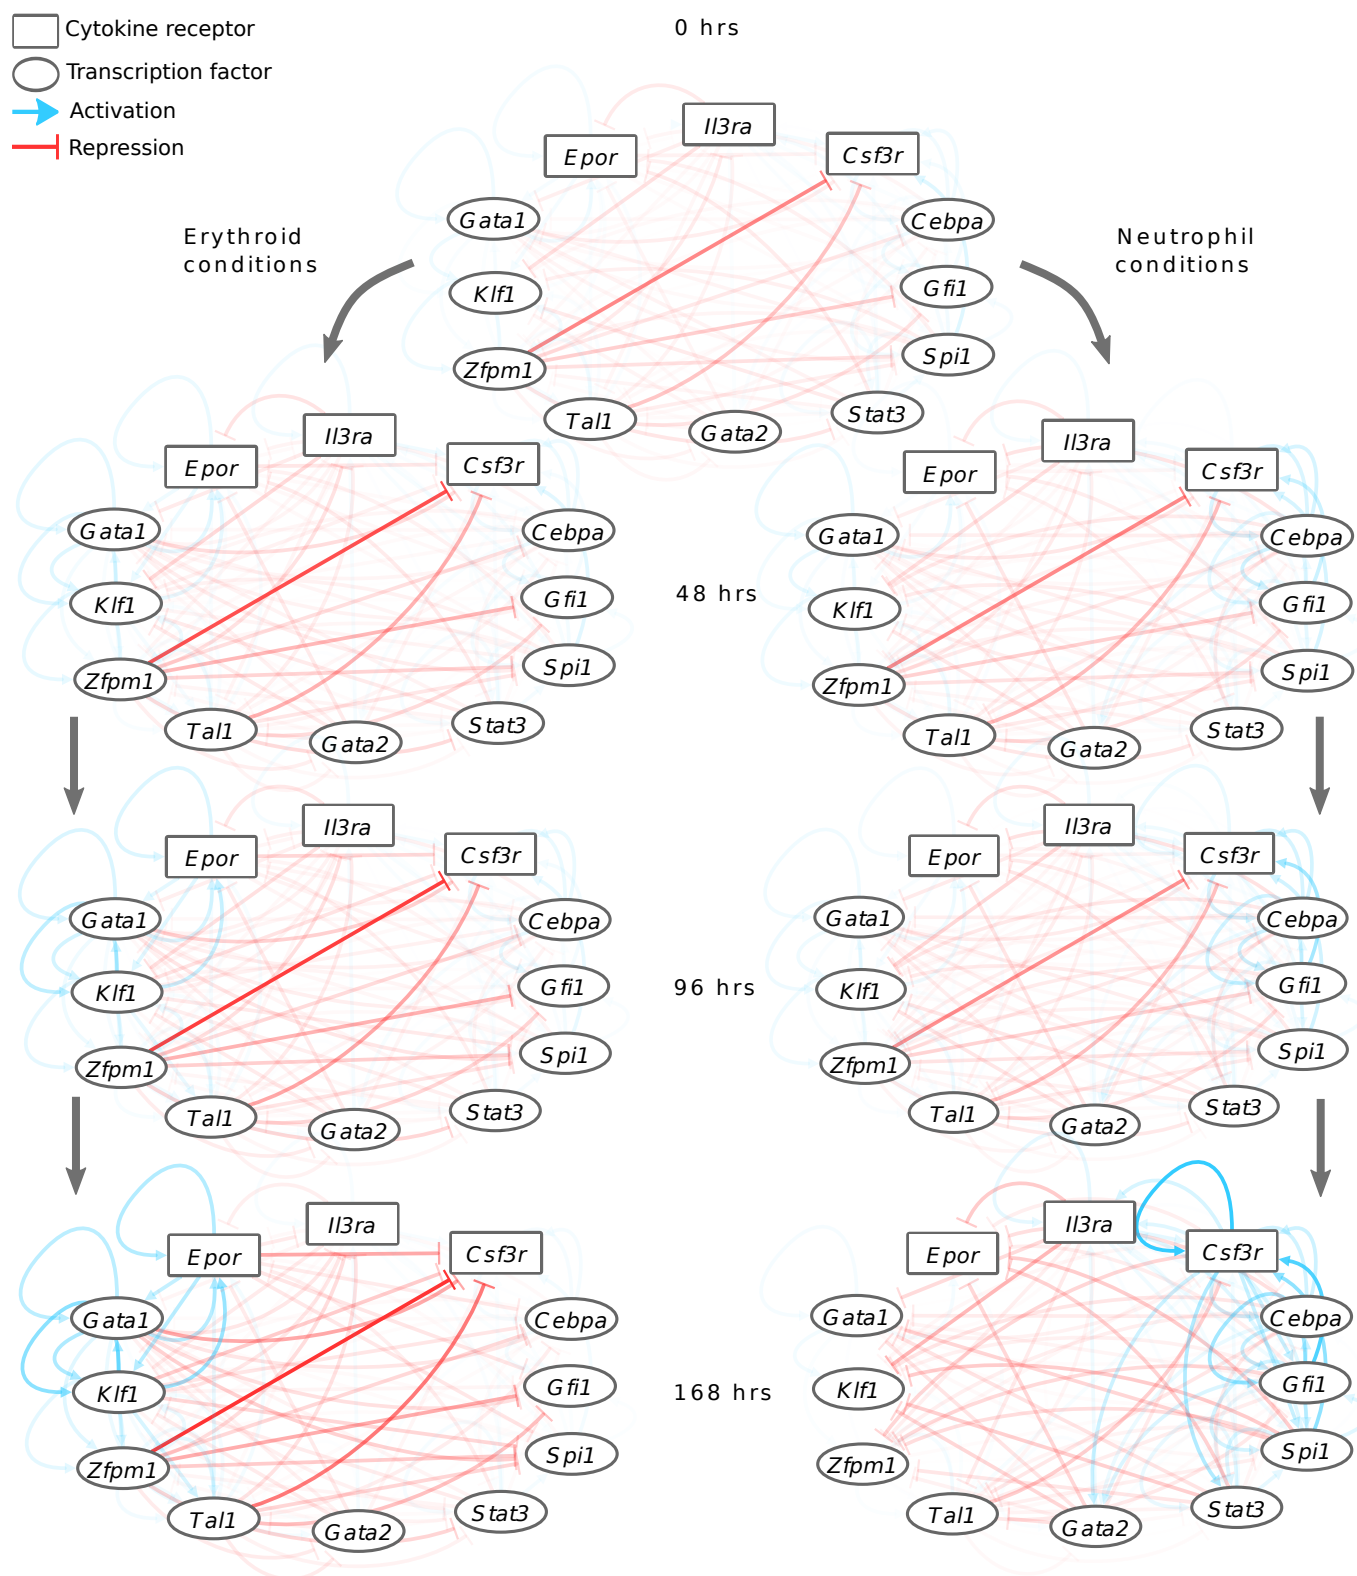 Cytokine receptor
0 hrs
Transcription factor
Activation
Repression
Il3ra
Epor
Csf3r
Gata1
Cebpa
Erythroid
conditions
Neutrophil
conditions
Klf1
Gfi1
Zfpm1
Spi1
Tal1
Gata2
Stat3
Il3ra
Epor
Csf3r
Gata1
Cebpa
Klf1
Gfi1
Zfpm1
Spi1
Tal1
Gata2
Stat3
48 hrs
Il3ra
Epor
Csf3r
Gata1
Cebpa
Klf1
Gfi1
Zfpm1
Spi1
Tal1
Gata2
Stat3
Il3ra
Epor
Csf3r
Gata1
Cebpa
Klf1
Gfi1
Zfpm1
Spi1
Tal1
Gata2
Stat3
96 hrs
Il3ra
Epor
Csf3r
Gata1
Cebpa
Klf1
Gfi1
Zfpm1
Spi1
Tal1
Gata2
Stat3
Il3ra
Epor
Csf3r
Gata1
Cebpa
Klf1
Gfi1
Zfpm1
Spi1
Tal1
Gata2
Stat3
168 hrs
Il3ra
Epor
Csf3r
Gata1
Cebpa
Klf1
Gfi1
Zfpm1
Spi1
Tal1
Gata2
Stat3